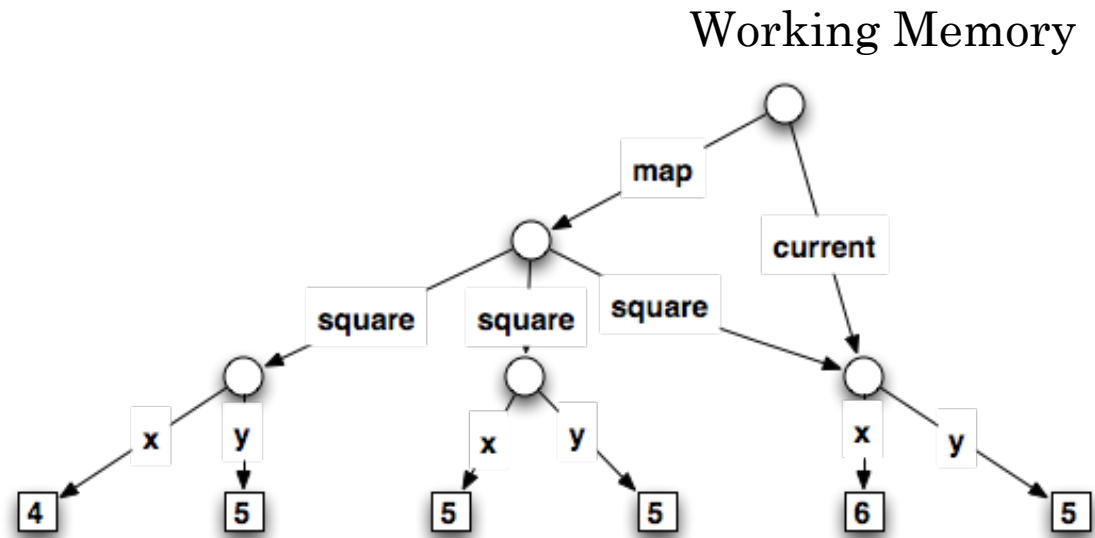 Working Memory
map
current
square square square
x y x y x y
4 5 5 5 6 5